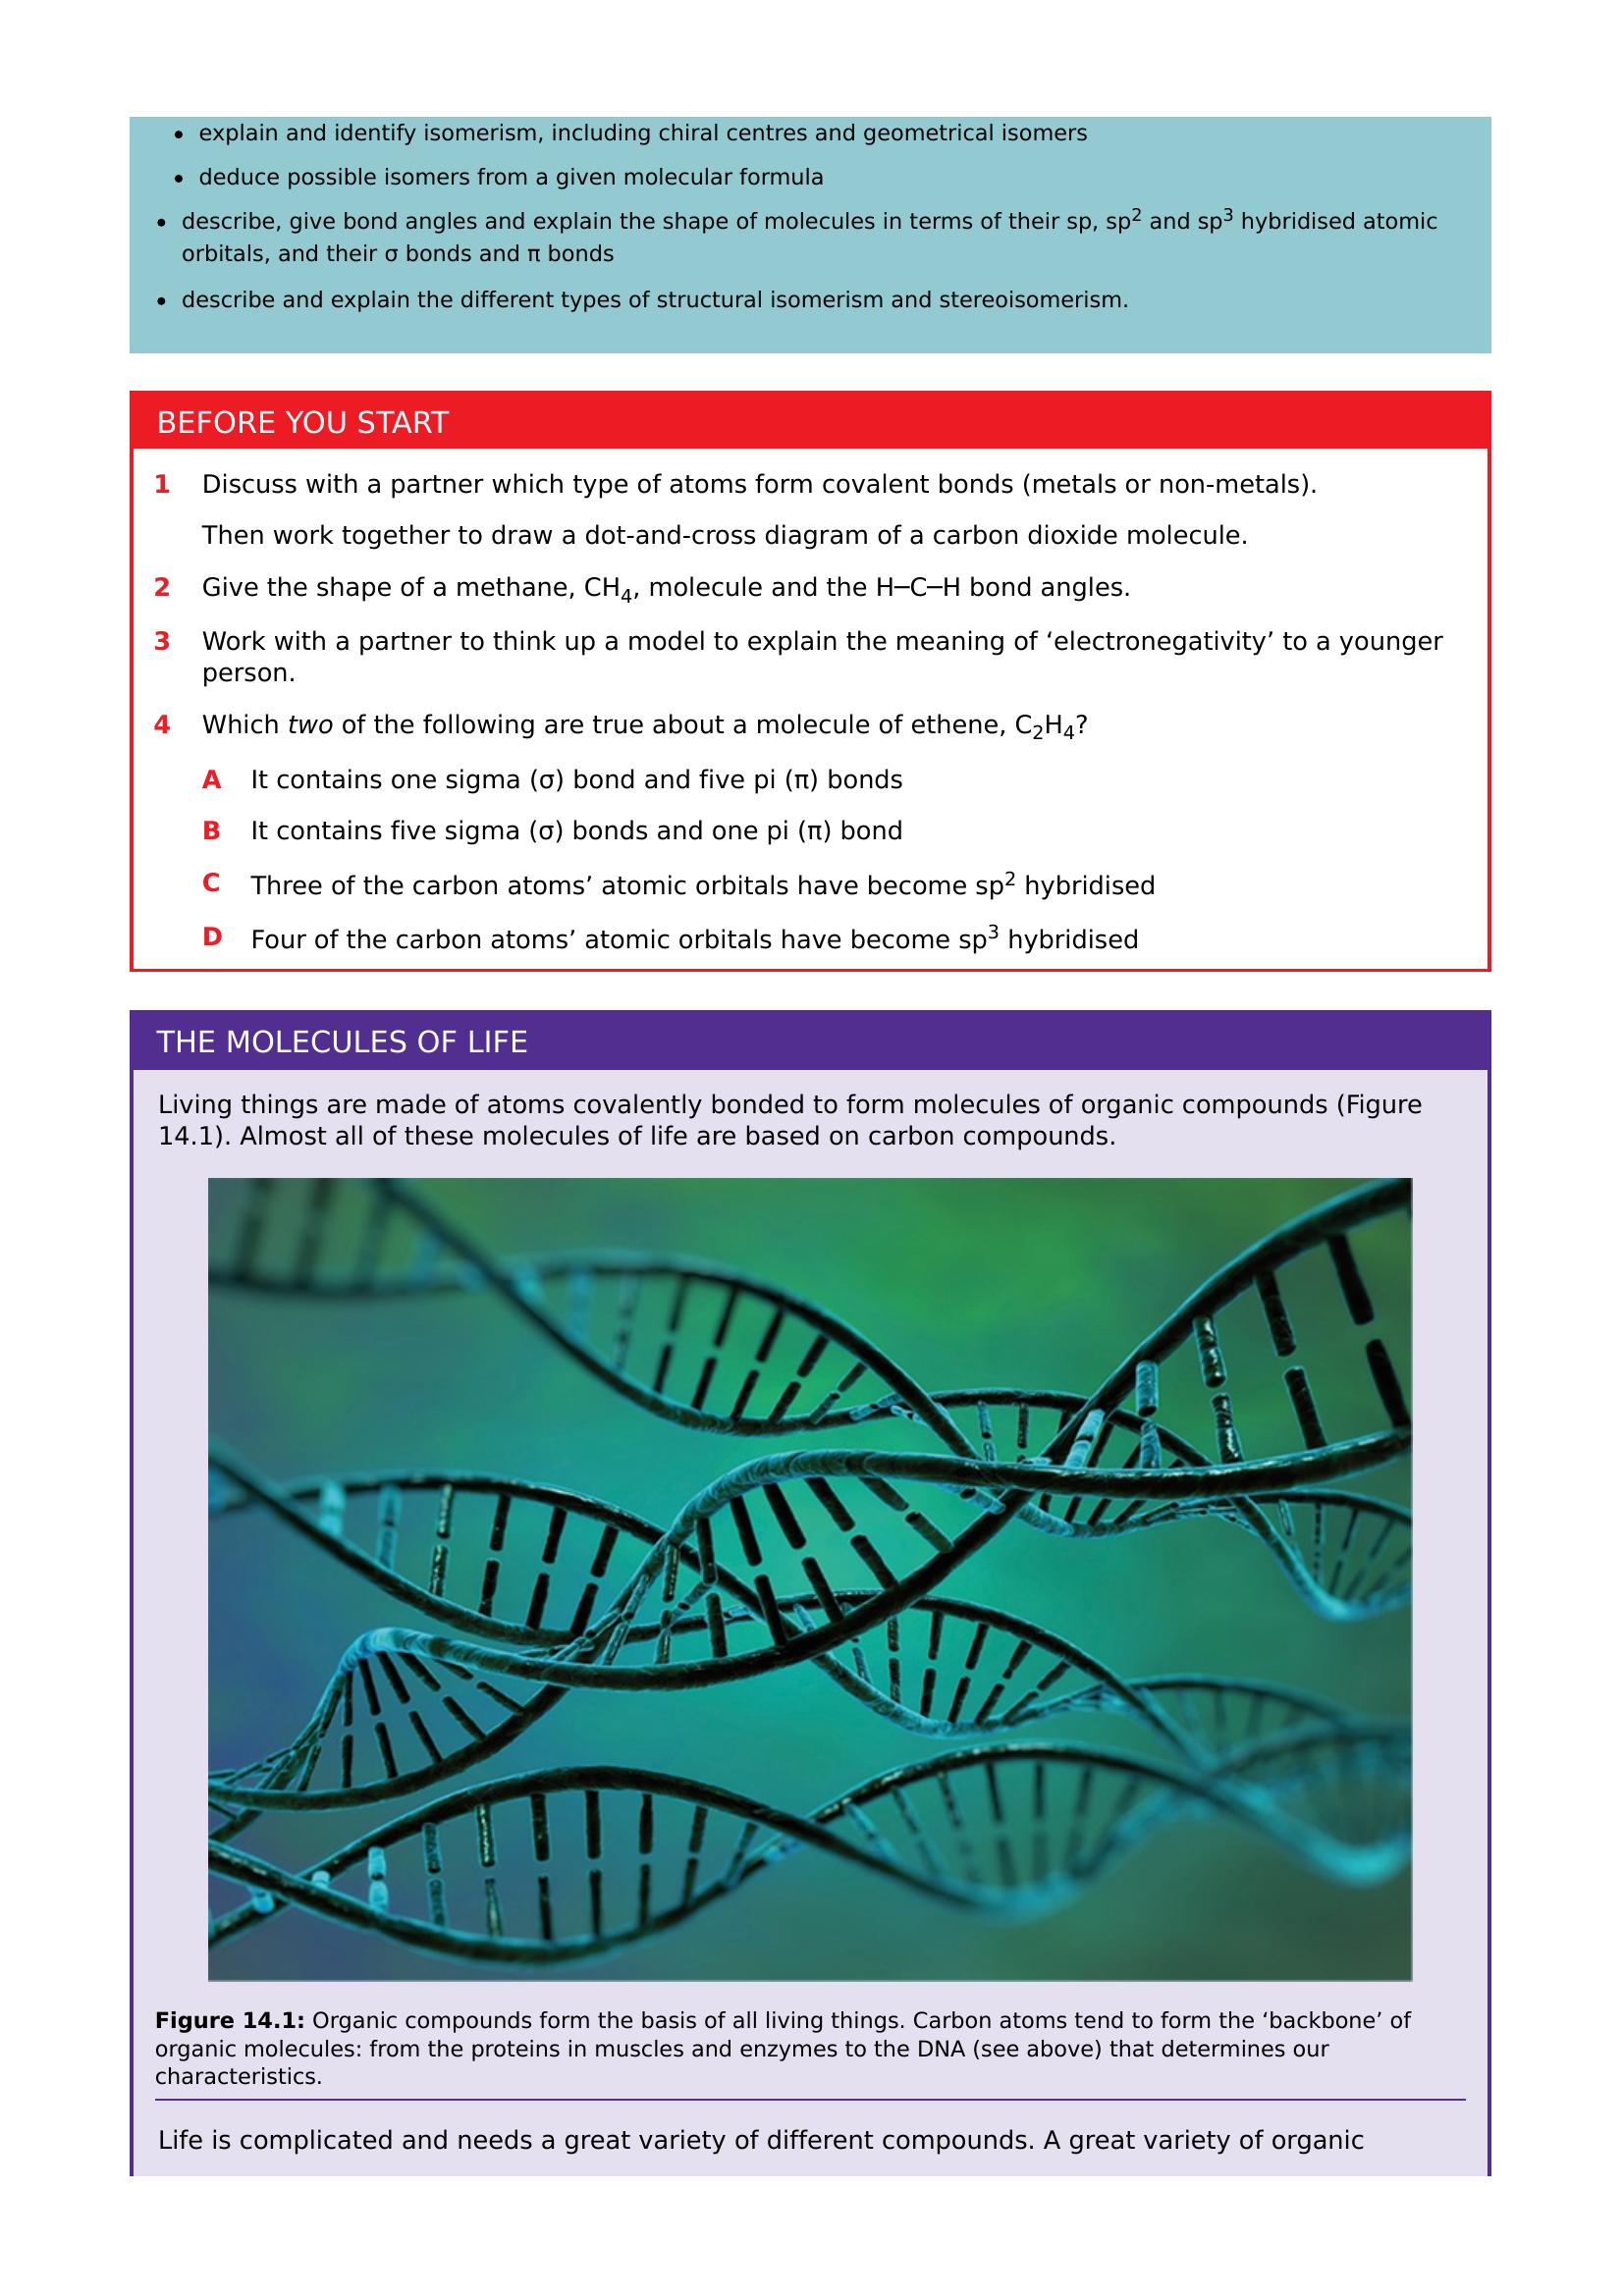 • explain and identify isomerism, including chiral centres and geometrical isomers
• deduce possible isomers from a given molecular formula
• describe, give bond angles and explain the shape of molecules in terms of their sp, sp² and sp³ hybridised atomic
orbitals, and their σ bonds and π bonds
• describe and explain the different types of structural isomerism and stereoisomerism.
BEFORE YOU START
1 Discuss with a partner which type of atoms form covalent bonds (metals or non-metals).
Then work together to draw a dot-and-cross diagram of a carbon dioxide molecule.
2 Give the shape of a methane, CH₄, molecule and the H─C─H bond angles.
3 Work with a partner to think up a model to explain the meaning of ‘electronegativity’ to a younger
person.
4 Which two of the following are true about a molecule of ethene, C₂H₄?
A It contains one sigma (σ) bond and five pi (π) bonds
B It contains five sigma (σ) bonds and one pi (π) bond
C Three of the carbon atoms’ atomic orbitals have become sp² hybridised
D Four of the carbon atoms’ atomic orbitals have become sp³ hybridised
THE MOLECULES OF LIFE
Living things are made of atoms covalently bonded to form molecules of organic compounds (Figure
14.1). Almost all of these molecules of life are based on carbon compounds.
Figure 14.1: Organic compounds form the basis of all living things. Carbon atoms tend to form the ‘backbone’ of
organic molecules: from the proteins in muscles and enzymes to the DNA (see above) that determines our
characteristics.
Life is complicated and needs a great variety of different compounds. A great variety of organic